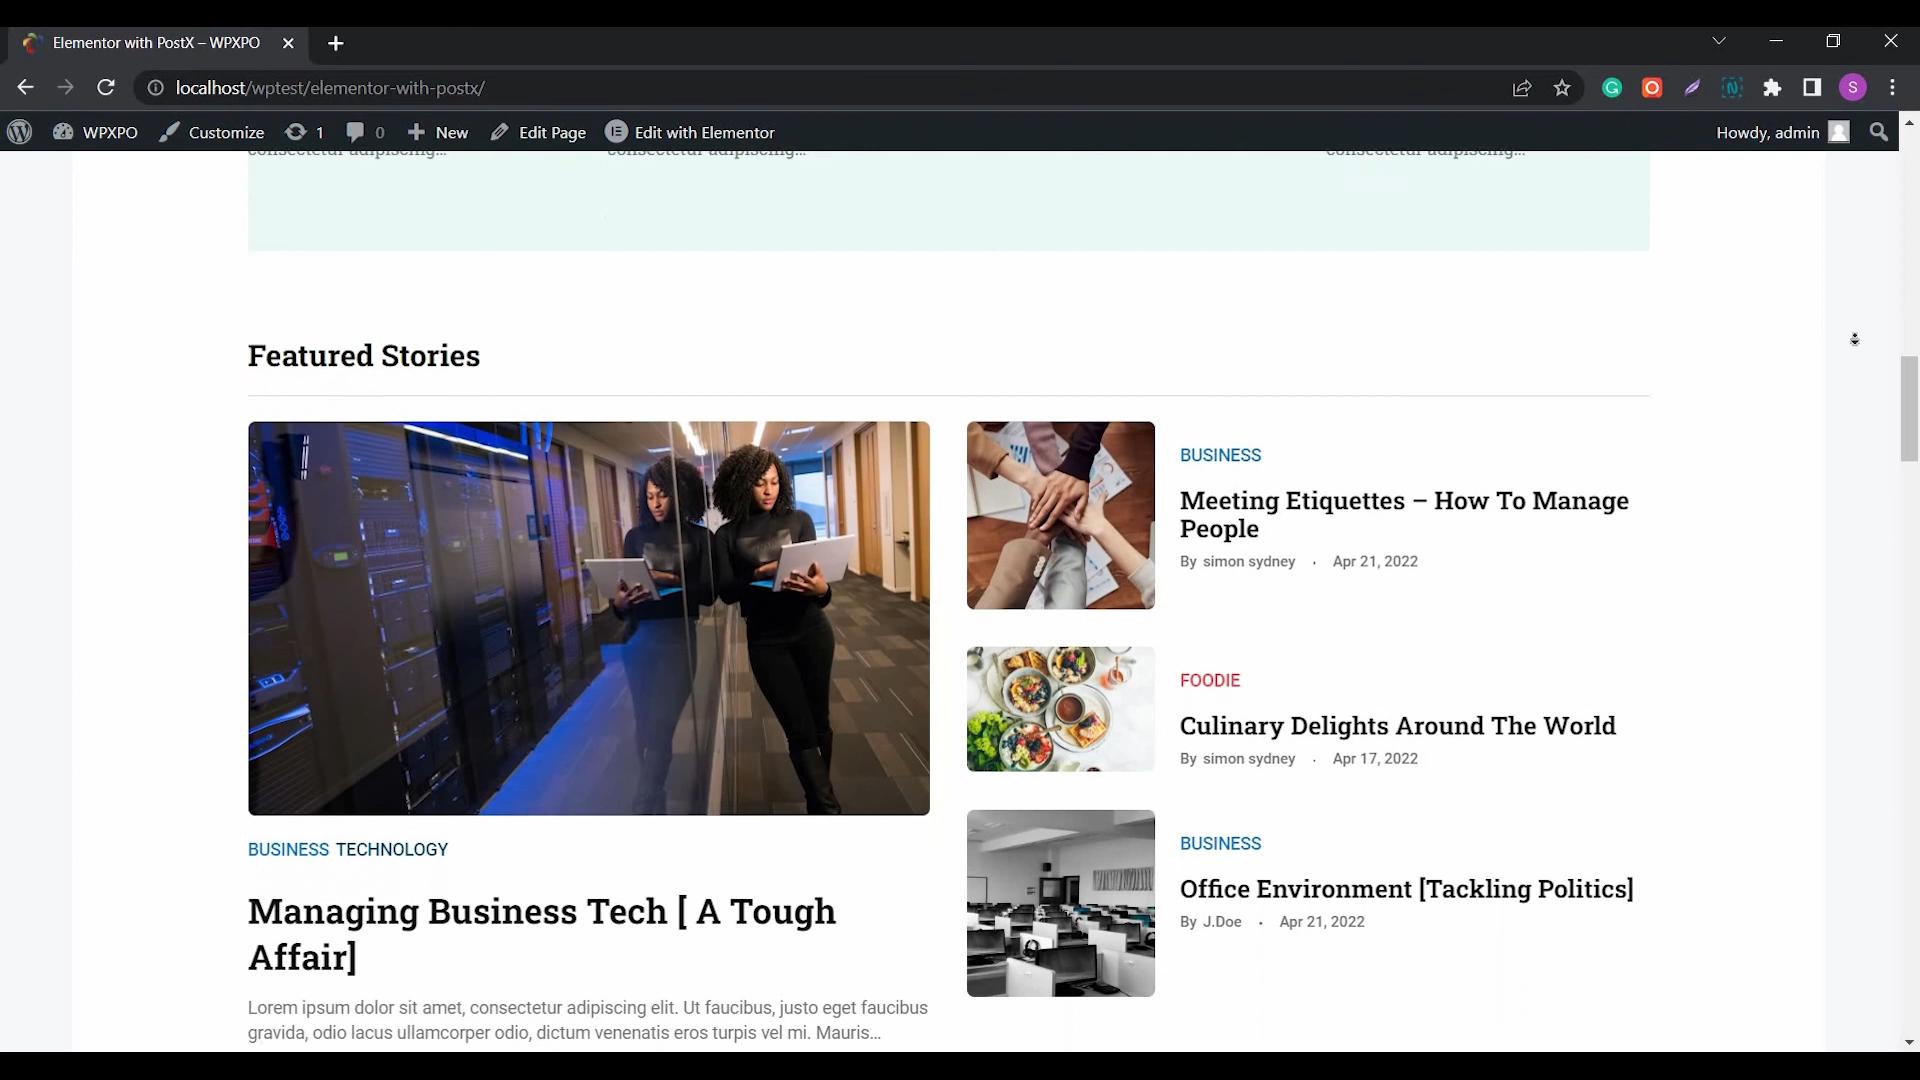 Elementor with PostX – WPXPO
localhost/wptest/elementor-with-postx/
S
WPXPO Customize 1 0 New Edit Page Edit with Elementor Howdy, admin
consectetur adipiscing... consectetur adipiscing... consectetur adipiscing...
Featured Stories
BUSINESS TECHNOLOGY
Managing Business Tech [ A Tough
Affair]
Lorem ipsum dolor sit amet, consectetur adipiscing elit. Ut faucibus, justo eget faucibus
gravida, odio lacus ullamcorper odio, dictum venenatis eros turpis vel mi. Mauris...
BUSINESS
Meeting Etiquettes – How To Manage
People
By simon sydney · Apr 21, 2022
FOODIE
Culinary Delights Around The World
By simon sydney · Apr 17, 2022
BUSINESS
Office Environment [Tackling Politics]
By J.Doe · Apr 21, 2022